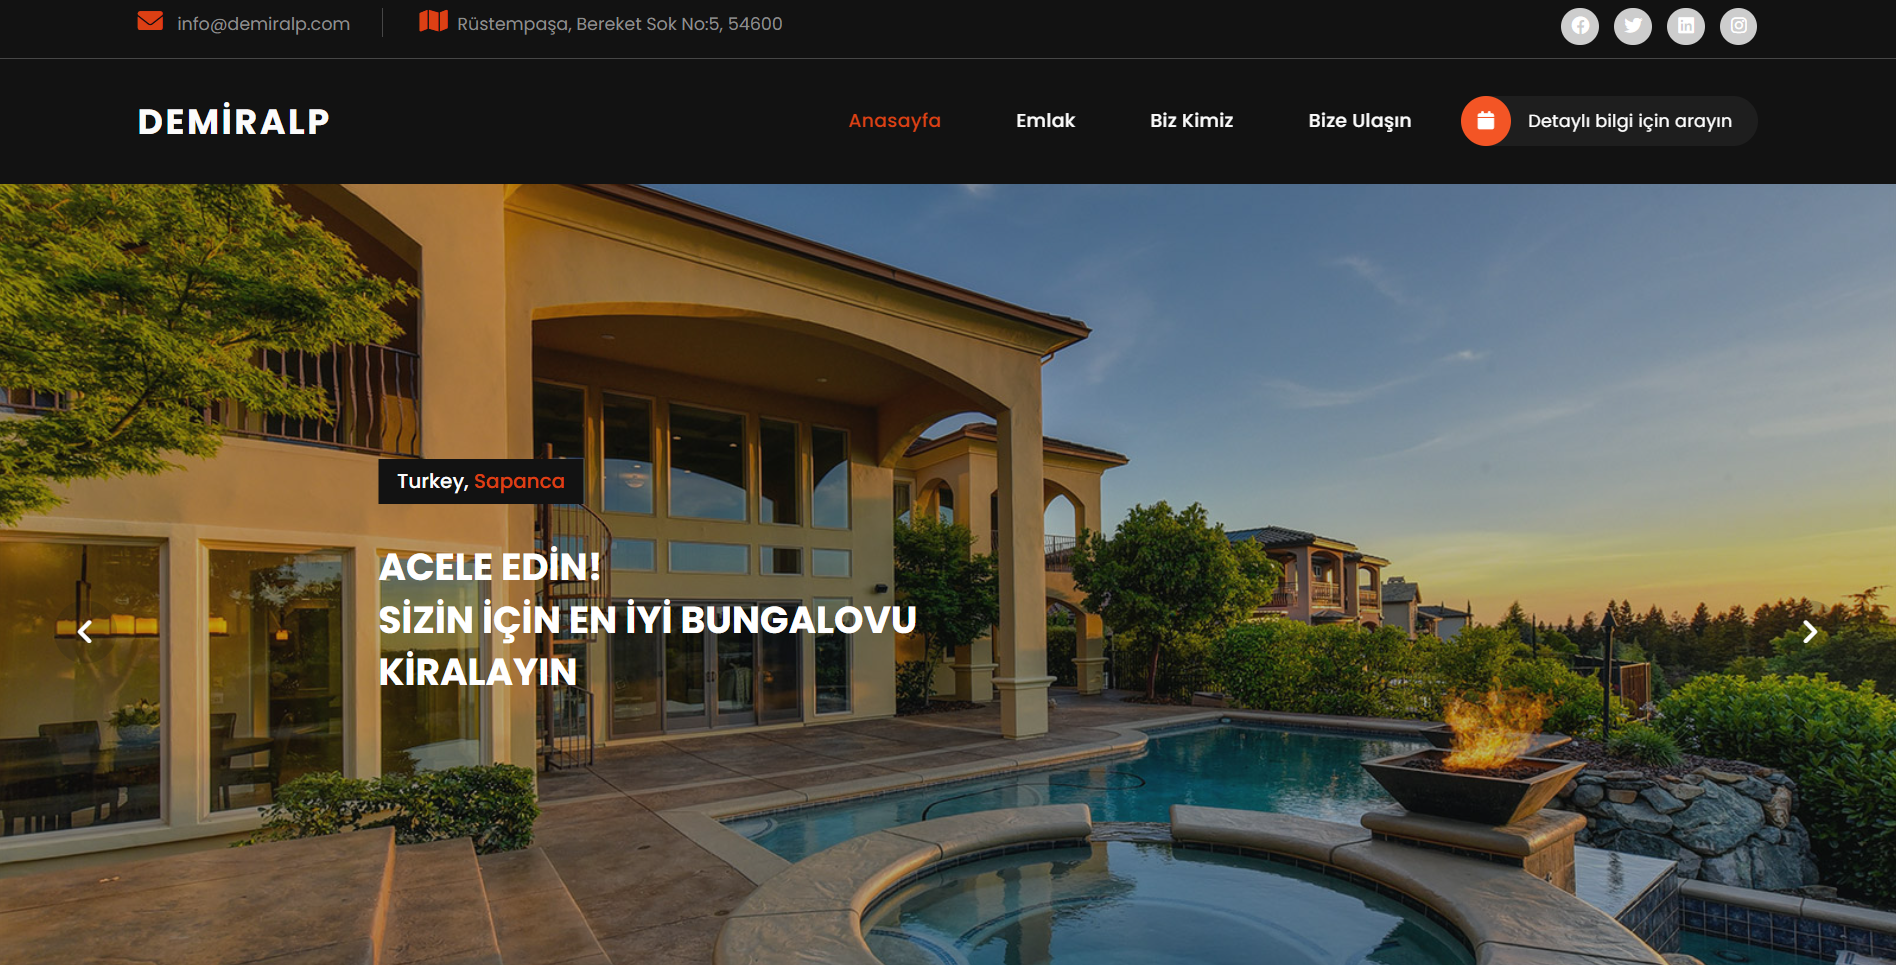 info@demiralp.com
Rüstempaşa, Bereket Sok No:5, 54600
DEMİRALP
Anasayfa
Emlak
Biz Kimiz
Bize Ulaşın
Detaylı bilgi için arayın
Turkey, Sapanca
ACELE EDİN!
SİZİN İÇİN EN İYİ BUNGALOVU
KİRALAYIN